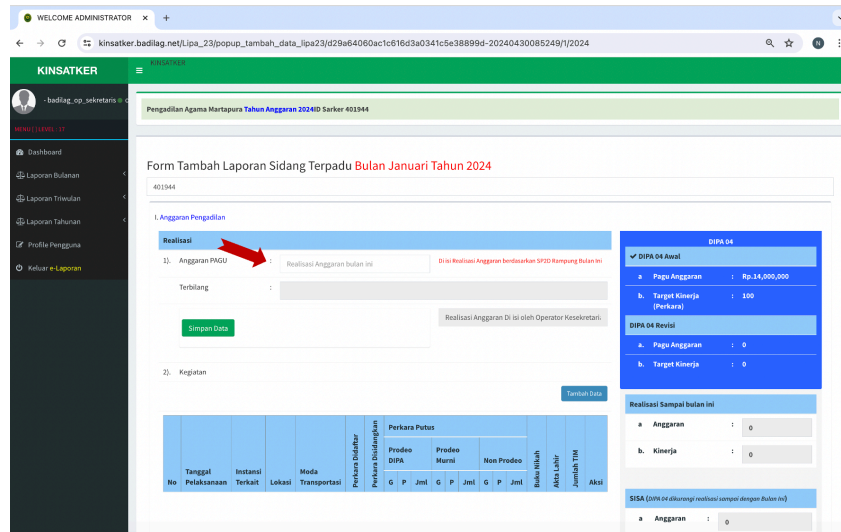 WELCOME ADMINISTRATOR
kinsatker.badilag.net/Lipa_23/popup_tambah_data_lipa23/d29a64060ac1c616d3a0341c5e38899d-20240430085249/1/2024
N
KINSATKER
KINSATKER
- badilag_op_sekretaris
MENU | | LEVEL : ST
Dashboard
Laporan Bulanan
Laporan Triwulan
Laporan Tahunan
Profile Pengguna
Keluar e-Laporan
Pengadilan Agama Martapura Tahun Anggaran 2024ID Sarker 401944
Form Tambah Laporan Sidang Terpadu Bulan Januari Tahun 2024
401944
I. Anggaran Pengadilan
Realisasi
1). Anggaran PAGU : Realisasi Anggaran bulan ini Di isi Realisasi Anggaran berdasarkan SP2D Rampung Bulan Ini
Terbilang :
Simpan Data
Realisasi Anggaran Di isi oleh Operator Kesekretari
2). Kegiatan
Tambah Data
No
Tanggal Pelaksanaan
Instansi Terkait
Lokasi
Moda Transportasi
Perkara Didaftar
Perkara Disidangkan
Perkara Putus
Prodeo DIPA
Prodeo Murni
Non Prodeo
G P Jml G P Jml G P Jml
Buku Nikah
Akta Lahir
Jumlah TIM
Aksi
DIPA 04
DIPA 04 Awal
a Pagu Anggaran : Rp.14,000,000
b. Target Kinerja (Perkara) : 100
DIPA 04 Revisi
a. Pagu Anggaran : 0
b. Target Kinerja : 0
Realisasi Sampai bulan ini
a Anggaran : 0
b. Kinerja : 0
SISA (DIPA 04 dikurangi realisasi sampai dengan Bulan Ini)
a Anggaran : 0